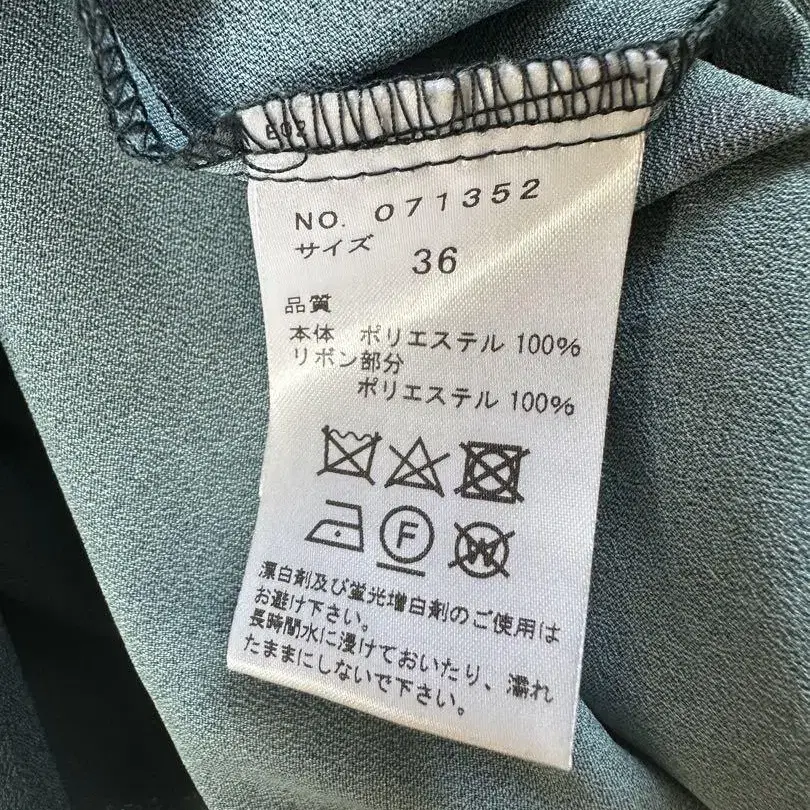 E02
NO. 071352
サイズ 36
品質
本体 ポリエステル 100%
リボン部分
ポリエステル 100%
F W
漂白剤及び蛍光増白剤のご使用は
お避け下さい。
長時間水に浸けておいたり、濡れ
たままにしないで下さい。